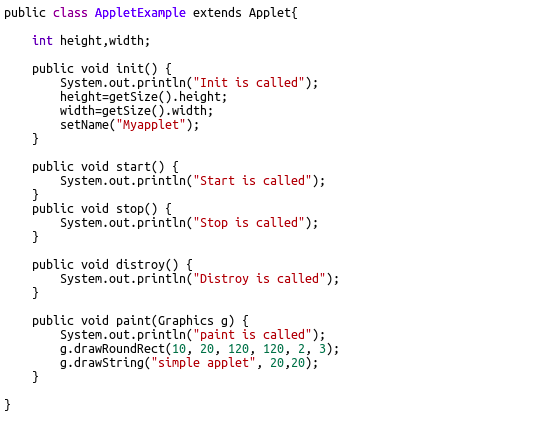 public class AppletExample extends Applet{
int height,width;
public void init() {
System.out.println("Init is called");
height=getSize().height;
width=getSize().width;
setName("Myapplet");
}
public void start() {
System.out.println("Start is called");
}
public void stop() {
System.out.println("Stop is called");
}
public void distroy() {
System.out.println("Distroy is called");
}
public void paint(Graphics g) {
System.out.println("paint is called");
g.drawRoundRect(10, 20, 120, 120, 2, 3);
g.drawString("simple applet", 20,20);
}
}